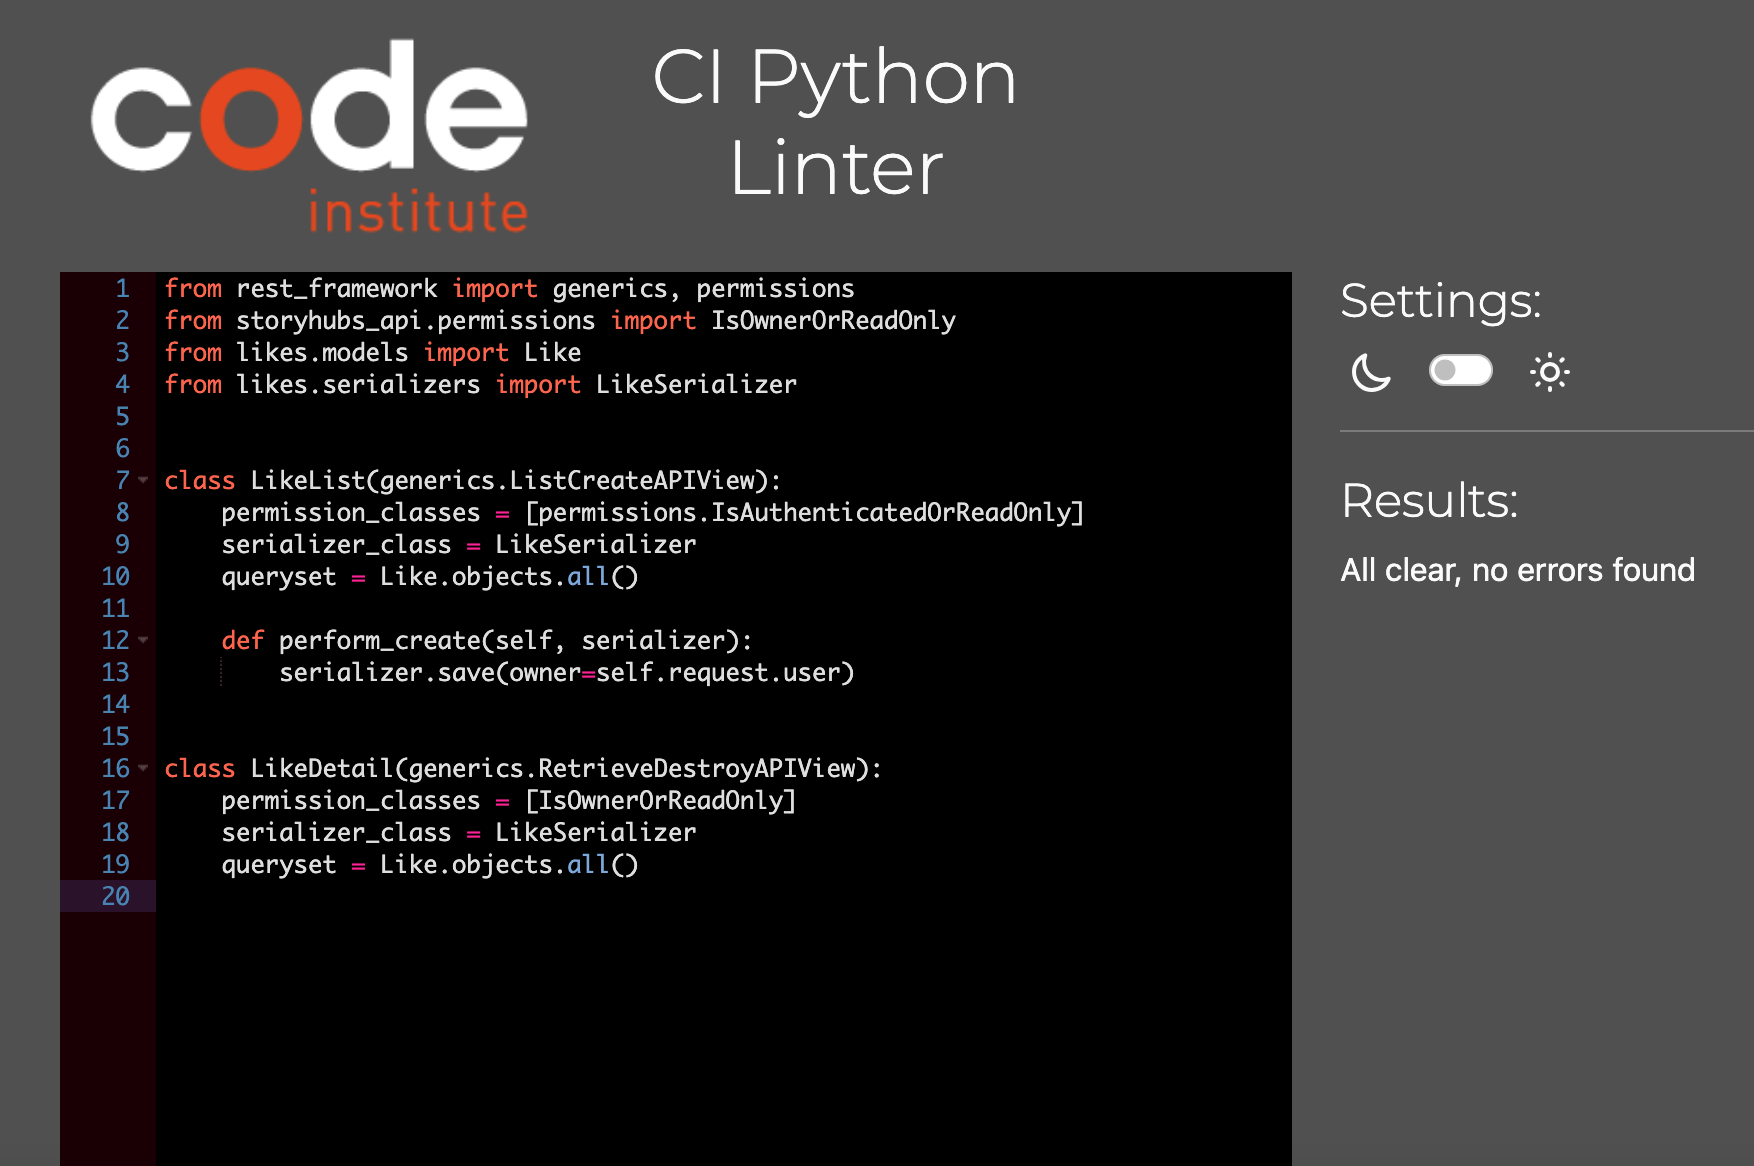 code
institute
CI Python
Linter
1 from rest_framework import generics, permissions
2 from storyhubs_api.permissions import IsOwnerOrReadOnly
3 from likes.models import Like
4 from likes.serializers import LikeSerializer
5
6
7 class LikeList(generics.ListCreateAPIView):
8     permission_classes = [permissions.IsAuthenticatedOrReadOnly]
9     serializer_class = LikeSerializer
10     queryset = Like.objects.all()
11
12     def perform_create(self, serializer):
13         serializer.save(owner=self.request.user)
14
15
16 class LikeDetail(generics.RetrieveDestroyAPIView):
17     permission_classes = [IsOwnerOrReadOnly]
18     serializer_class = LikeSerializer
19     queryset = Like.objects.all()
20
Settings:
Results:
All clear, no errors found